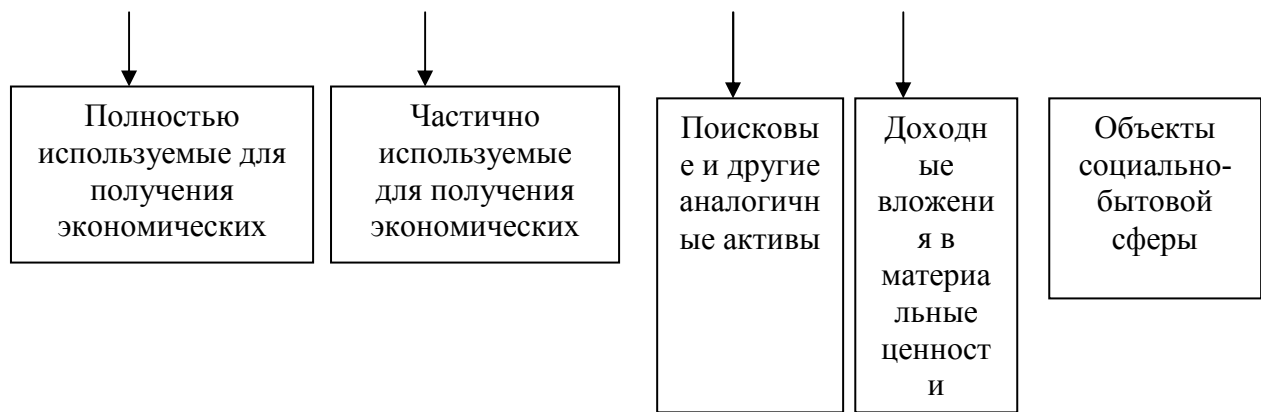 Полностью
используемые для
получения
экономических
Частично
используемые
для получения
экономических
Поисковы
е и другие
аналогичн
ые активы
Доходн
ые
вложени
я в
материа
льные
ценност
и
Объекты
социально-
бытовой
сферы